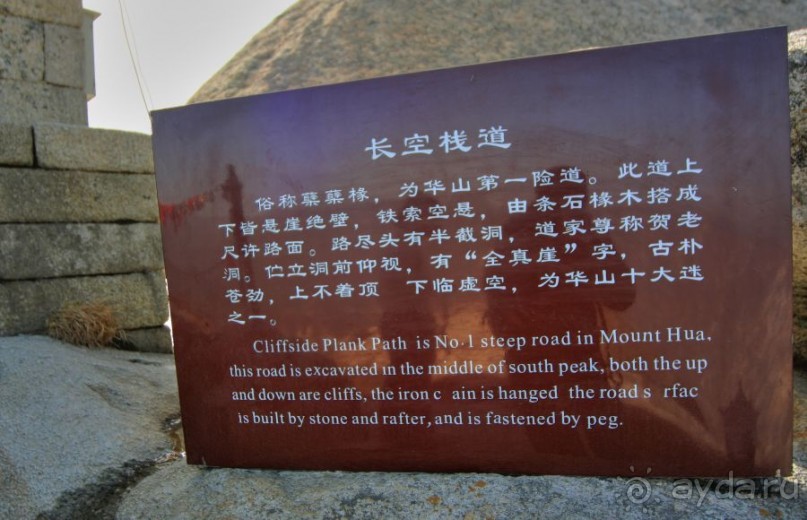 长空栈道
俗称蘖蘖椽，为华山第一险道。此道上
下皆悬崖绝壁，铁索空悬，由条石椽木搭成
尺许路面。路尽头有半截洞，道家尊称贺老
洞。伫立洞前仰视，有“全真崖”字，古朴
苍劲，上不着顶 下临虚空，为华山十大迷
之一。
Cliffside Plank Path is No.1 steep road in Mount Hua.
this road is excavated in the middle of south peak, both the up
and down are cliffs, the iron c ain is hanged the road s rfac
is built by stone and rafter, and is fastened by peg.
ayda.ru